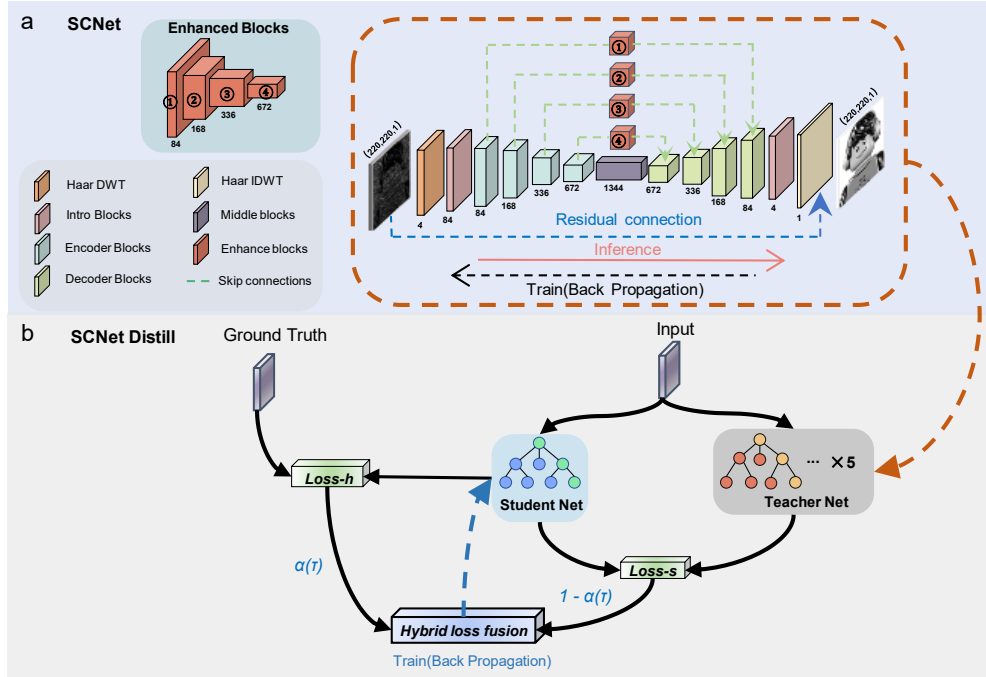 a
SCNet
Enhanced Blocks
①
②
③
④
84
168
336
672
Haar DWT
Haar IDWT
Intro Blocks
Middle blocks
Encoder Blocks
Enhance blocks
Decoder Blocks
Skip connections
①
②
③
④
(220,220,1)
(220,220,1)
4
84
84
168
336
672
1344
672
336
168
84
4
1
Residual connection
Inference
Train(Back Propagation)
b
SCNet Distill
Ground Truth
Input
Loss-h
Student Net
... ×5
Teacher Net
Loss-s
α(τ)
1 - α(τ)
Hybrid loss fusion
Train(Back Propagation)